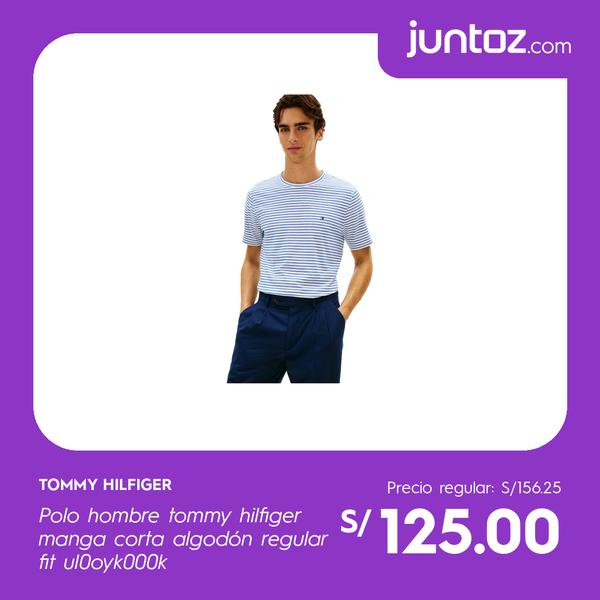 juntoz.com
TOMMY HILFIGER
Polo hombre tommy hilfiger
manga corta algodón regular
fit ul0oyk000k
Precio regular: S/156.25
S/ 125.00